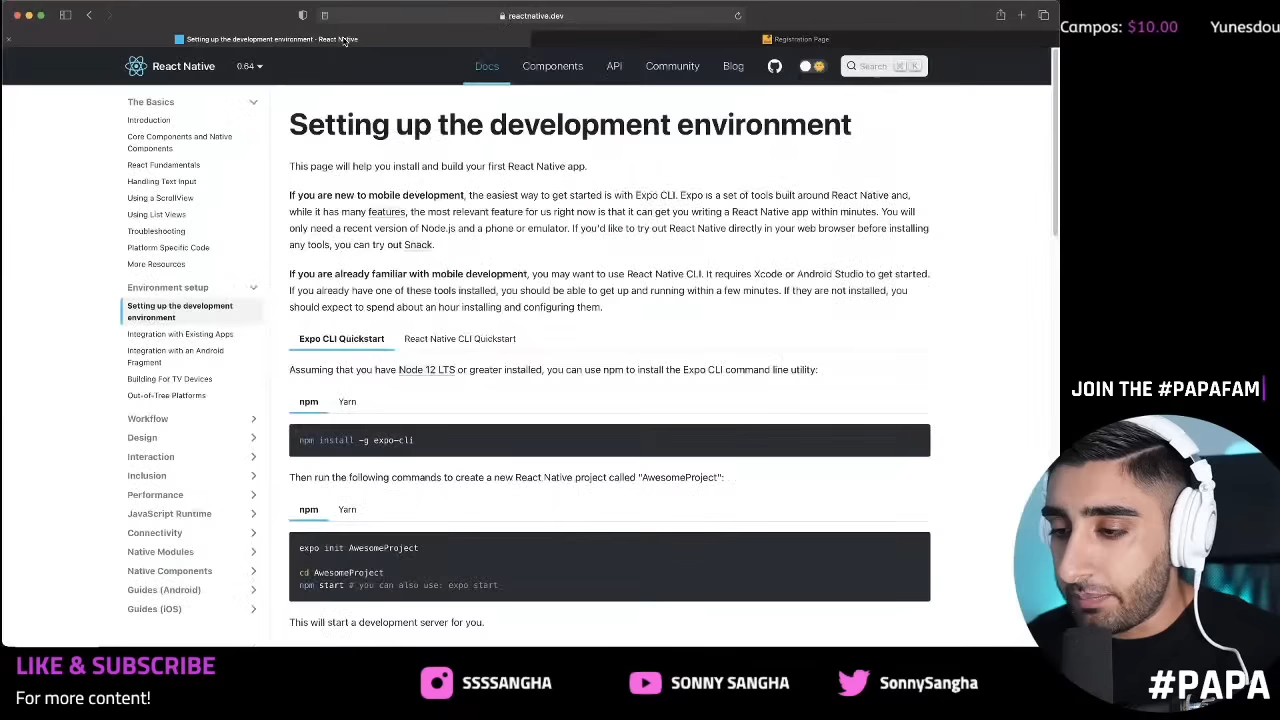 reactnative.dev
Setting up the development environment - React Native
Registration Page
Campos: $10.00
Yunesdou
React Native
0.64
Docs
Components
API
Community
Blog
Search
⌘
K
The Basics
Introduction
Core Components and Native
Components
React Fundamentals
Handling Text Input
Using a ScrollView
Using List Views
Troubleshooting
Platform Specific Code
More Resources
Environment setup
Setting up the development
environment
Integration with Existing Apps
Integration with an Android
Fragment
Building For TV Devices
Out-of-Tree Platforms
Workflow
Design
Interaction
Inclusion
Performance
JavaScript Runtime
Connectivity
Native Modules
Native Components
Guides (Android)
Guides (iOS)
Setting up the development environment
This page will help you install and build your first React Native app.
If you are new to mobile development, the easiest way to get started is with Expo CLI. Expo is a set of tools built around React Native and,
while it has many features, the most relevant feature for us right now is that it can get you writing a React Native app within minutes. You will
only need a recent version of Node.js and a phone or emulator. If you'd like to try out React Native directly in your web browser before installing
any tools, you can try out Snack.
If you are already familiar with mobile development, you may want to use React Native CLI. It requires Xcode or Android Studio to get started.
If you already have one of these tools installed, you should be able to get up and running within a few minutes. If they are not installed, you
should expect to spend about an hour installing and configuring them.
Expo CLI Quickstart
React Native CLI Quickstart
Assuming that you have Node 12 LTS or greater installed, you can use npm to install the Expo CLI command line utility:
npm
Yarn
npm install -g expo-cli
Then run the following commands to create a new React Native project called "AwesomeProject":
npm
Yarn
expo init AwesomeProject
cd AwesomeProject
npm start # you can also use: expo start
This will start a development server for you.
JOIN THE #PAPAFAM
LIKE & SUBSCRIBE
For more content!
SSSSANGHA
SONNY SANGHA
SonnySangha
#PAPA